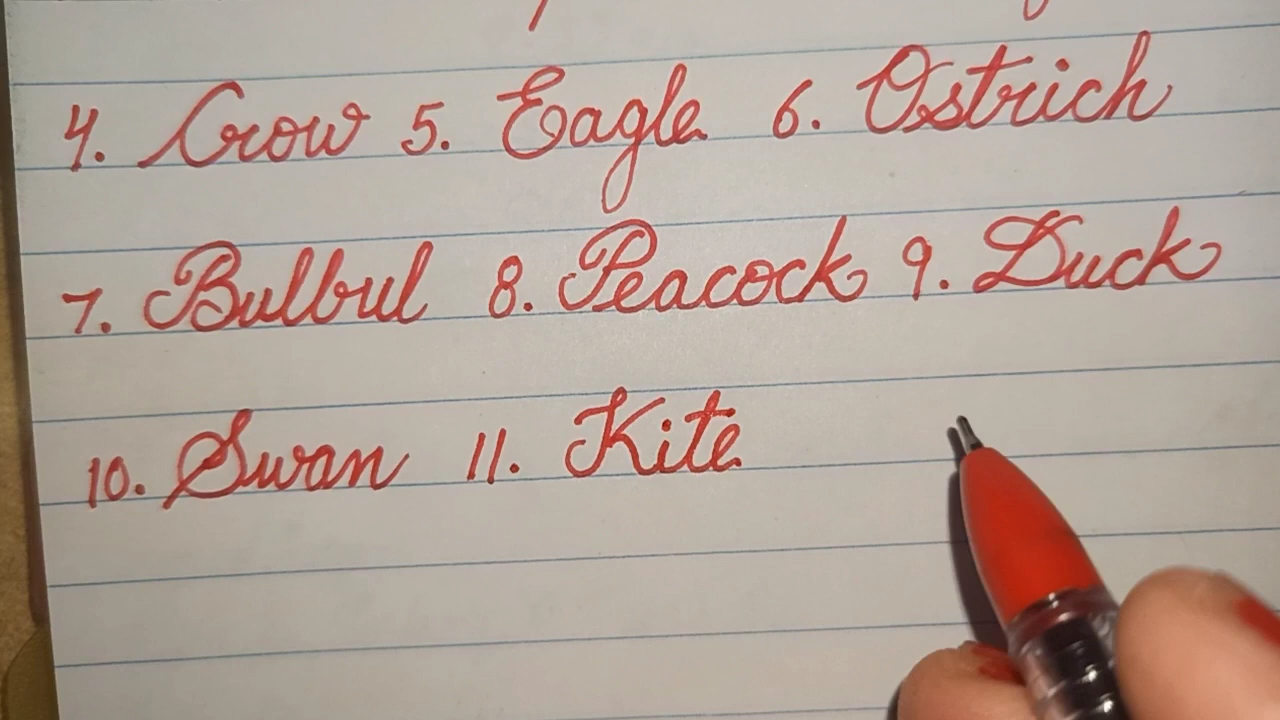 4. Crow 5. Eagle 6. Ostrich
7. Bulbul 8. Peacock 9. Duck
10. Swan 11. Kite